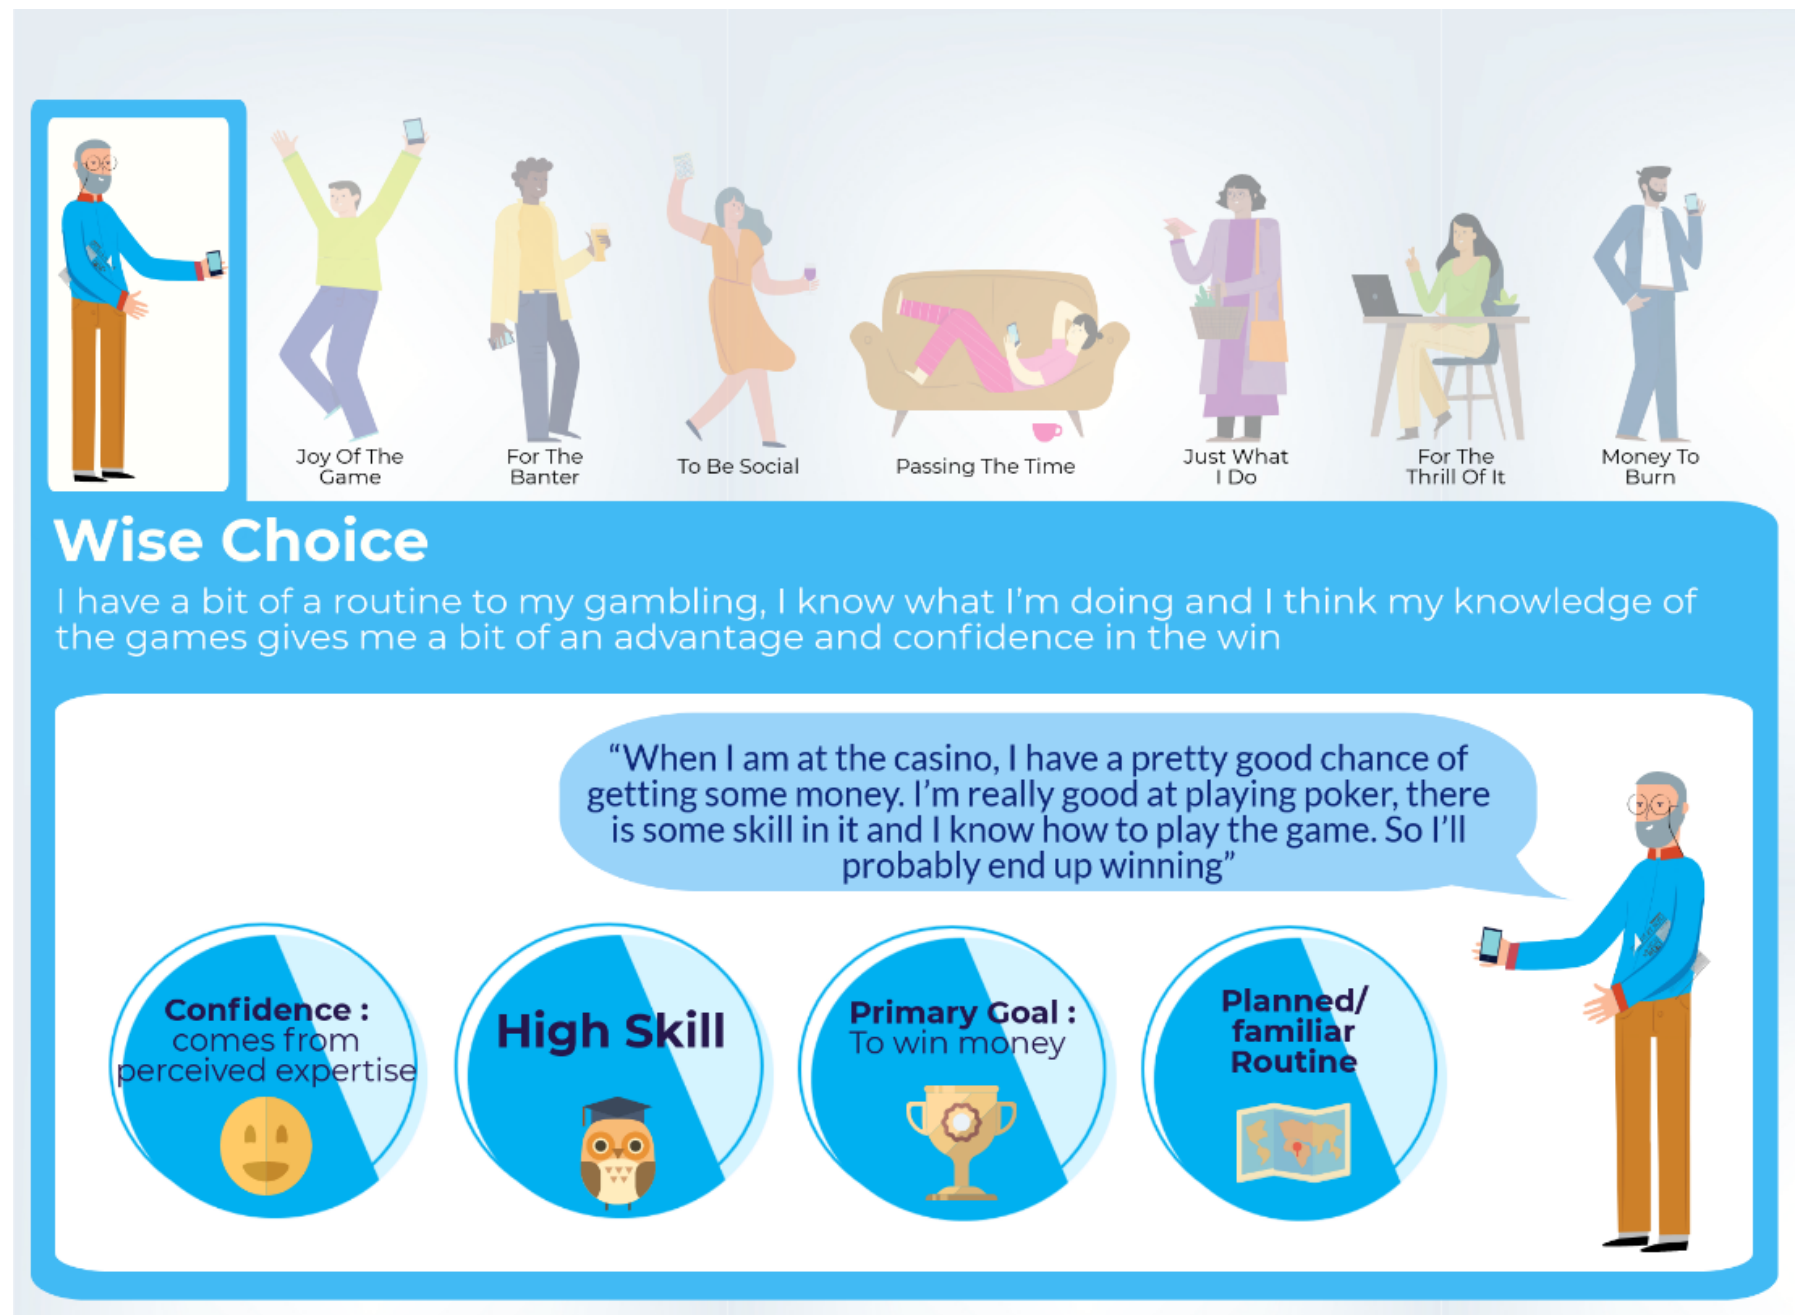 Joy Of The
Game
For The
Banter
To Be Social
Passing The Time
Just What
I Do
For The
Thrill Of It
Money To
Burn
Wise Choice
I have a bit of a routine to my gambling, I know what I'm doing and I think my knowledge of
the games gives me a bit of an advantage and confidence in the win
“When I am at the casino, I have a pretty good chance of
getting some money. I’m really good at playing poker, there
is some skill in it and I know how to play the game. So I’ll
probably end up winning”
Confidence :
comes from
perceived expertise
High Skill
Primary Goal :
To win money
Planned/
familiar
Routine